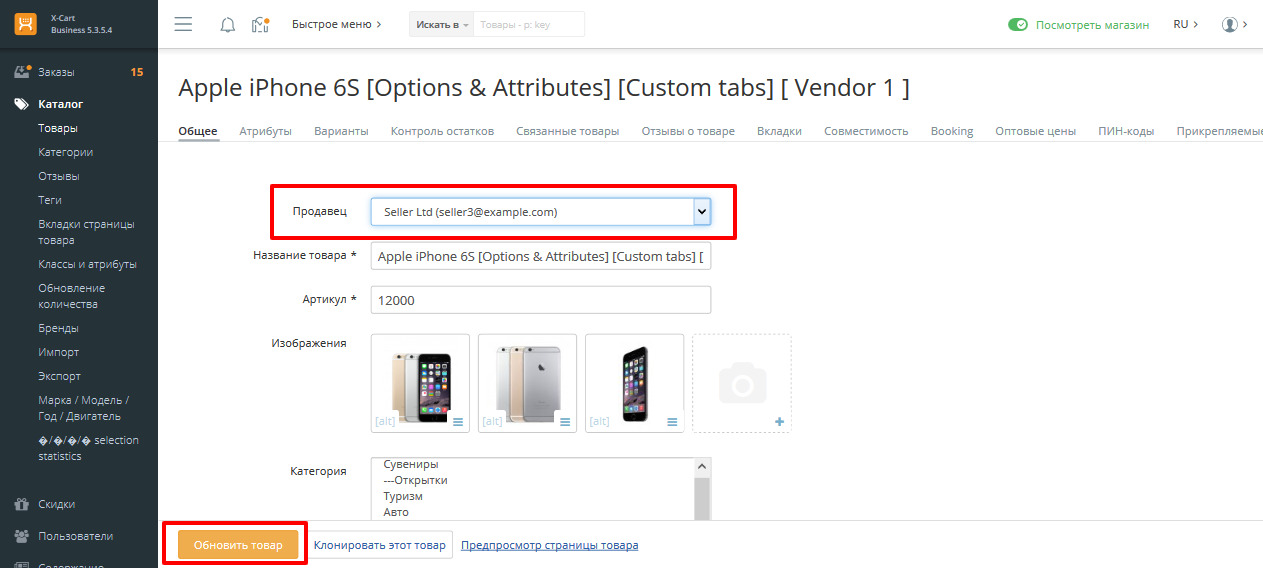 X-Cart
Business 5.3.5.4
Быстрое меню
Искать в
Товары - p: key
Посмотреть магазин
RU
Заказы 15
Каталог
Товары
Категории
Отзывы
Теги
Вкладки страницы
товара
Классы и атрибуты
Обновление
количества
Бренды
Импорт
Экспорт
Марка / Модель /
Год / Двигатель
�/�/�/� selection
statistics
Скидки
Пользователи
Содержание
Apple iPhone 6S [Options & Attributes] [Custom tabs] [ Vendor 1 ]
Общее Атрибуты Варианты Контроль остатков Связанные товары Отзывы о товаре Вкладки Совместимость Booking Оптовые цены ПИН-коды Прикрепляемые
Продавец Seller Ltd (seller3@example.com)
Название товара * Apple iPhone 6S [Options & Attributes] [Custom tabs] [
Артикул * 12000
Изображения
[alt] [alt] [alt]
Категория
Сувениры
---Открытки
Туризм
Авто
Обновить товар Клонировать этот товар Предпросмотр страницы товара